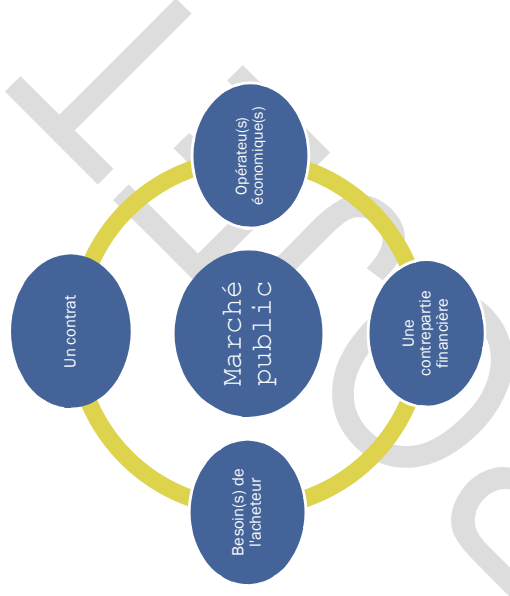 Un contrat
Besoin(s) de
l'acheteur
Marché
public
Opérateu(s)
économique(s)
Une
contrepartie
financière